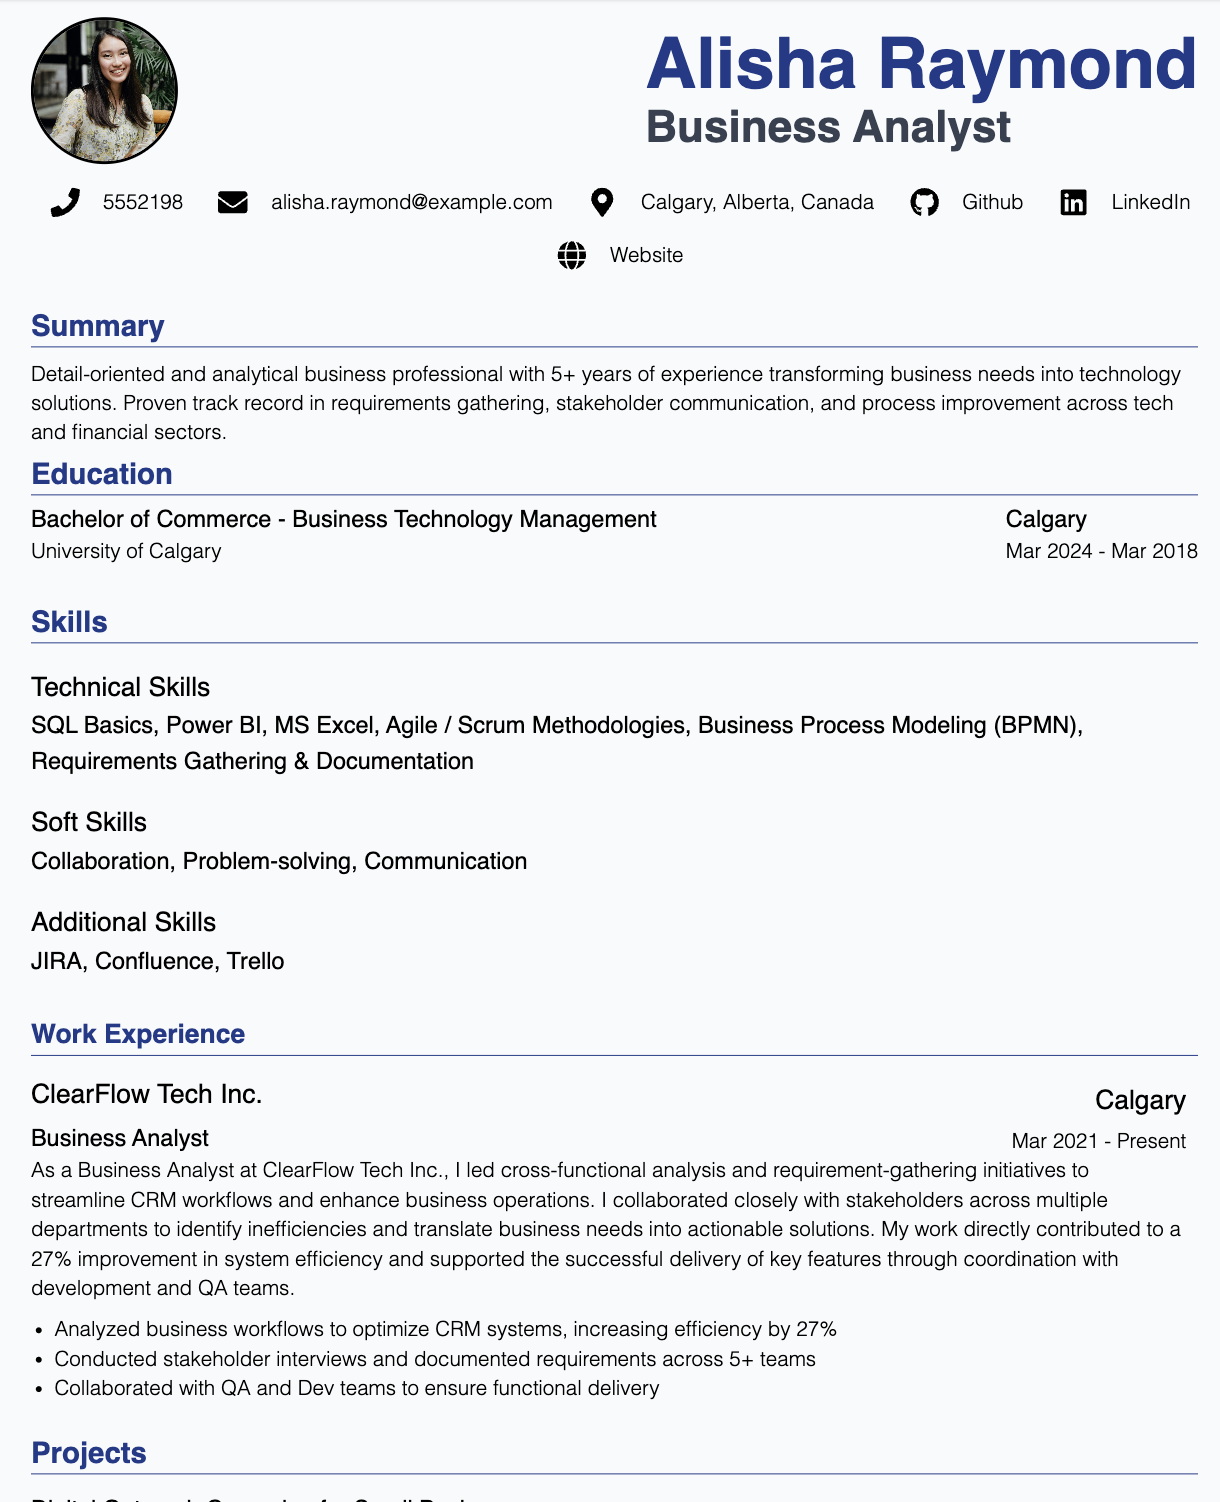 Alisha Raymond
Business Analyst
5552198 alisha.raymond@example.com Calgary, Alberta, Canada Github LinkedIn
Website
Summary
Detail-oriented and analytical business professional with 5+ years of experience transforming business needs into technology
solutions. Proven track record in requirements gathering, stakeholder communication, and process improvement across tech
and financial sectors.
Education
Bachelor of Commerce - Business Technology Management Calgary
University of Calgary Mar 2024 - Mar 2018
Skills
Technical Skills
SQL Basics, Power BI, MS Excel, Agile / Scrum Methodologies, Business Process Modeling (BPMN),
Requirements Gathering & Documentation
Soft Skills
Collaboration, Problem-solving, Communication
Additional Skills
JIRA, Confluence, Trello
Work Experience
ClearFlow Tech Inc. Calgary
Business Analyst Mar 2021 - Present
As a Business Analyst at ClearFlow Tech Inc., I led cross-functional analysis and requirement-gathering initiatives to
streamline CRM workflows and enhance business operations. I collaborated closely with stakeholders across multiple
departments to identify inefficiencies and translate business needs into actionable solutions. My work directly contributed to a
27% improvement in system efficiency and supported the successful delivery of key features through coordination with
development and QA teams.
• Analyzed business workflows to optimize CRM systems, increasing efficiency by 27%
• Conducted stakeholder interviews and documented requirements across 5+ teams
• Collaborated with QA and Dev teams to ensure functional delivery
Projects